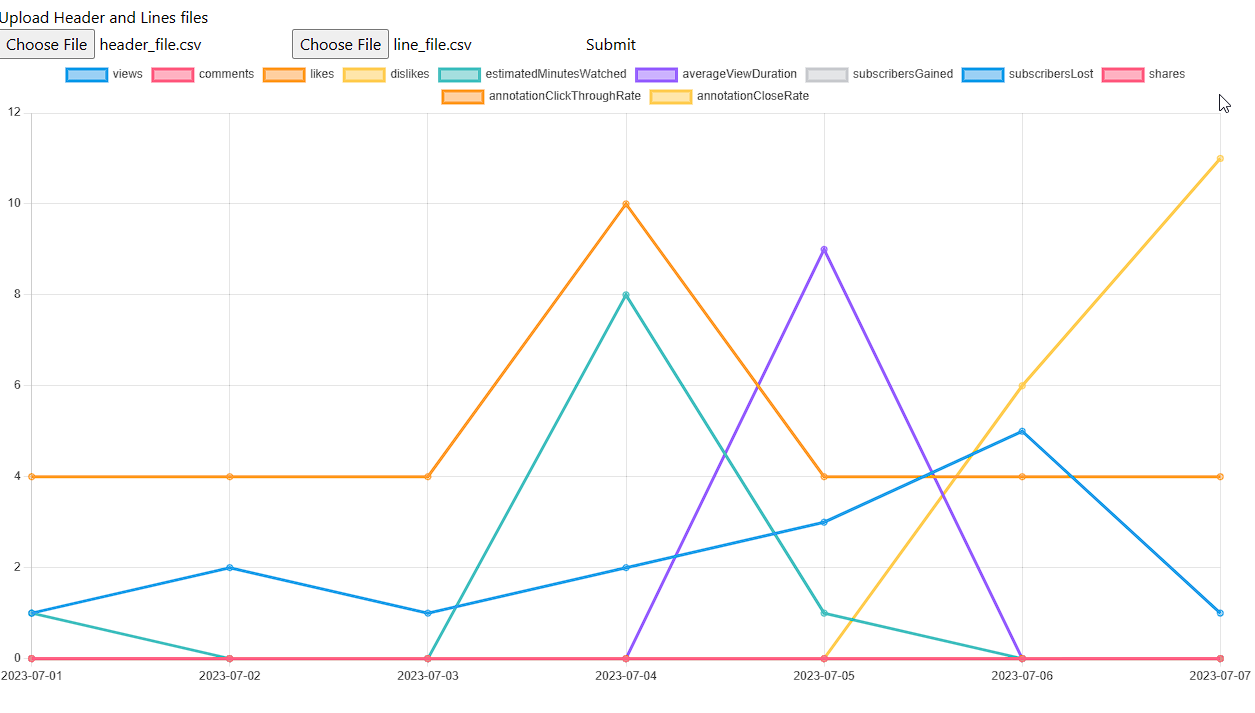 Upload Header and Lines files
Choose File header_file.csv Choose File line_file.csv Submit
views comments likes dislikes estimatedMinutesWatched averageViewDuration subscribersGained subscribersLost shares
annotationClickThroughRate annotationCloseRate
12
10
8
6
4
2
0
2023-07-01 2023-07-02 2023-07-03 2023-07-04 2023-07-05 2023-07-06 2023-07-07